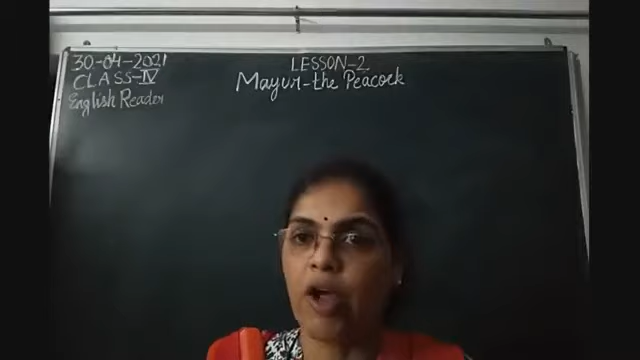 30-04-2021
CLASS-IV
English Reader
LESSON-2
Mayur-the Peacock